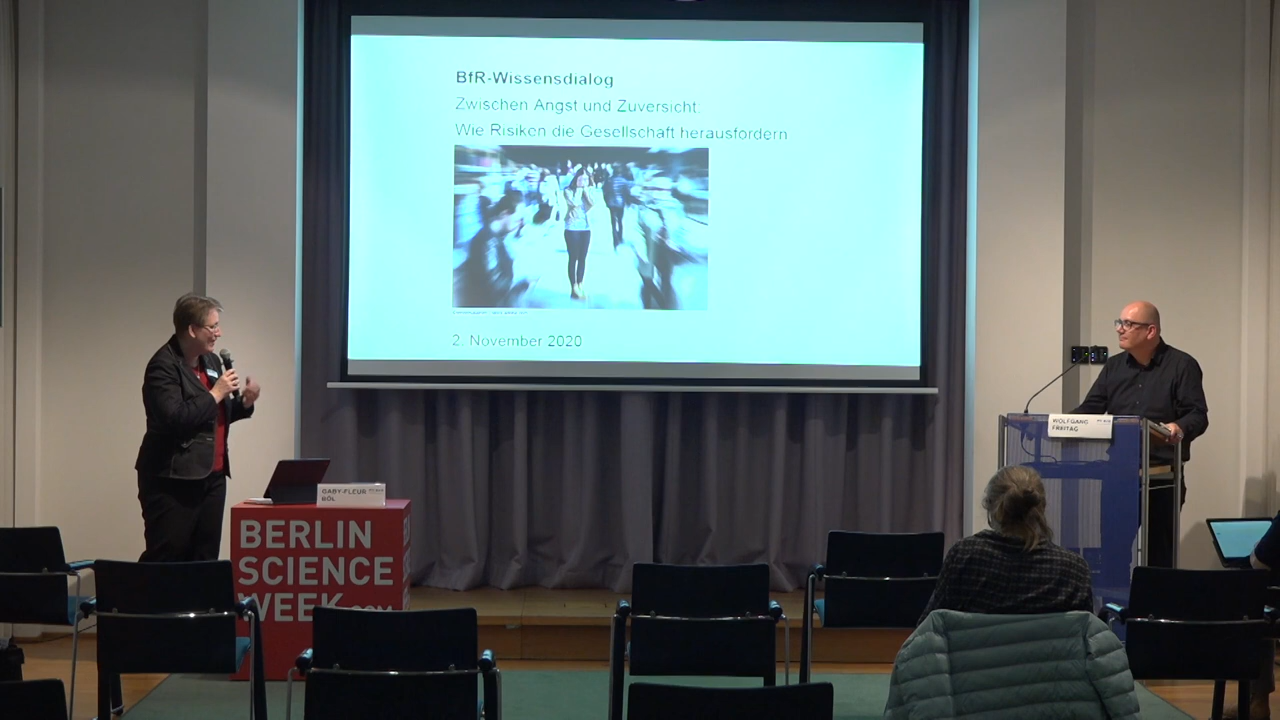 BfR-Wissensdialog
Zwischen Angst und Zuversicht:
Wie Risiken die Gesellschaft herausfordern
2. November 2020
WOLFGANG
FREITAG
GABY-FLEUR
BÖL
BERLIN
SCIENCE
WEEK.COM